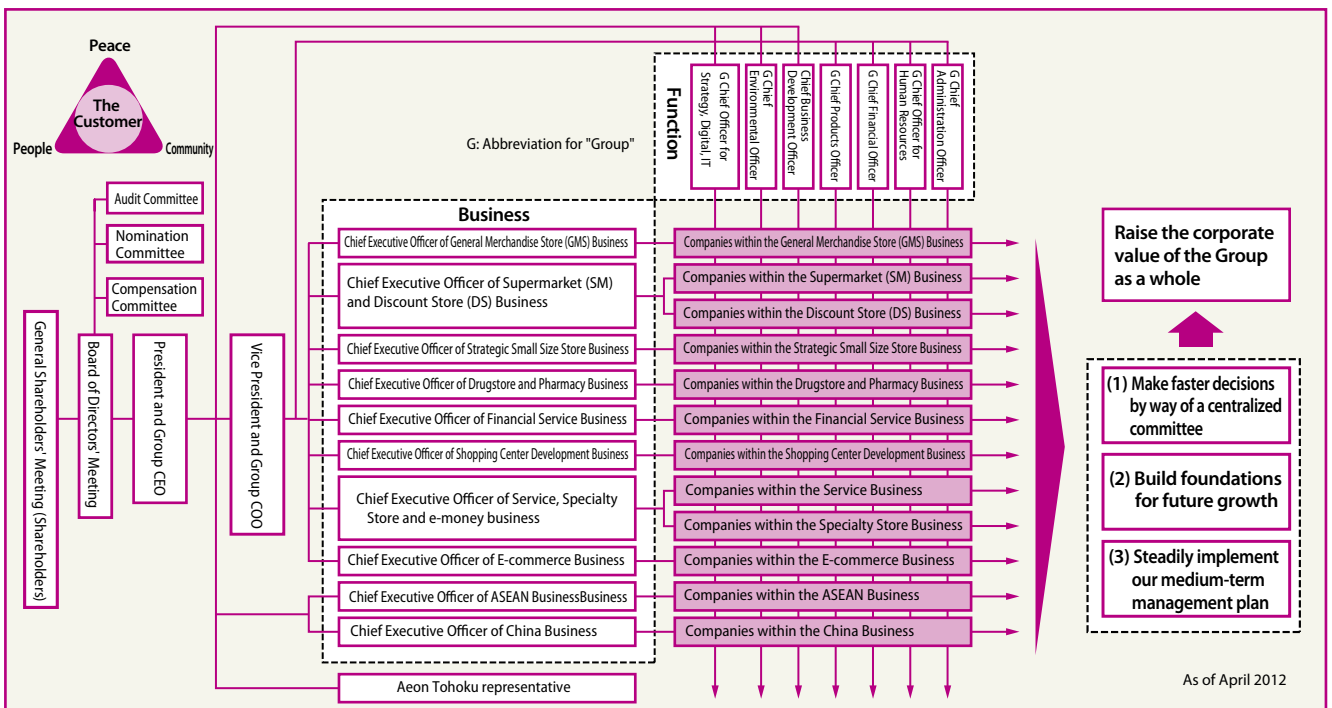 Peace
The
Customer
People
Community
G: Abbreviation for "Group"
Function
G Chief Officer for
Strategy, Digital, IT
G Chief
Environmental Officer
Chief Business
Development Officer
G Chief Products Officer
G Chief Financial Officer
G Chief Officer for
Human Resources
G Chief
Administration Officer
Audit Committee
Nomination
Committee
Compensation
Committee
General Shareholders' Meeting (Shareholders)
Board of Directors' Meeting
President and Group CEO
Vice President and Group COO
Business
Chief Executive Officer of General Merchandise Store (GMS) Business
Chief Executive Officer of Supermarket (SM)
and Discount Store (DS) Business
Chief Executive Officer of Strategic Small Size Store Business
Chief Executive Officer of Drugstore and Pharmacy Business
Chief Executive Officer of Financial Service Business
Chief Executive Officer of Shopping Center Development Business
Chief Executive Officer of Service, Specialty
Store and e-money business
Chief Executive Officer of E-commerce Business
Chief Executive Officer of ASEAN BusinessBusiness
Chief Executive Officer of China Business
Aeon Tohoku representative
Companies within the General Merchandise Store (GMS) Business
Companies within the Supermarket (SM) Business
Companies within the Discount Store (DS) Business
Companies within the Strategic Small Size Store Business
Companies within the Drugstore and Pharmacy Business
Companies within the Financial Service Business
Companies within the Shopping Center Development Business
Companies within the Service Business
Companies within the Specialty Store Business
Companies within the E-commerce Business
Companies within the ASEAN Business
Companies within the China Business
Raise the corporate
value of the Group
as a whole
(1) Make faster decisions
by way of a centralized
committee
(2) Build foundations
for future growth
(3) Steadily implement
our medium-term
management plan
As of April 2012